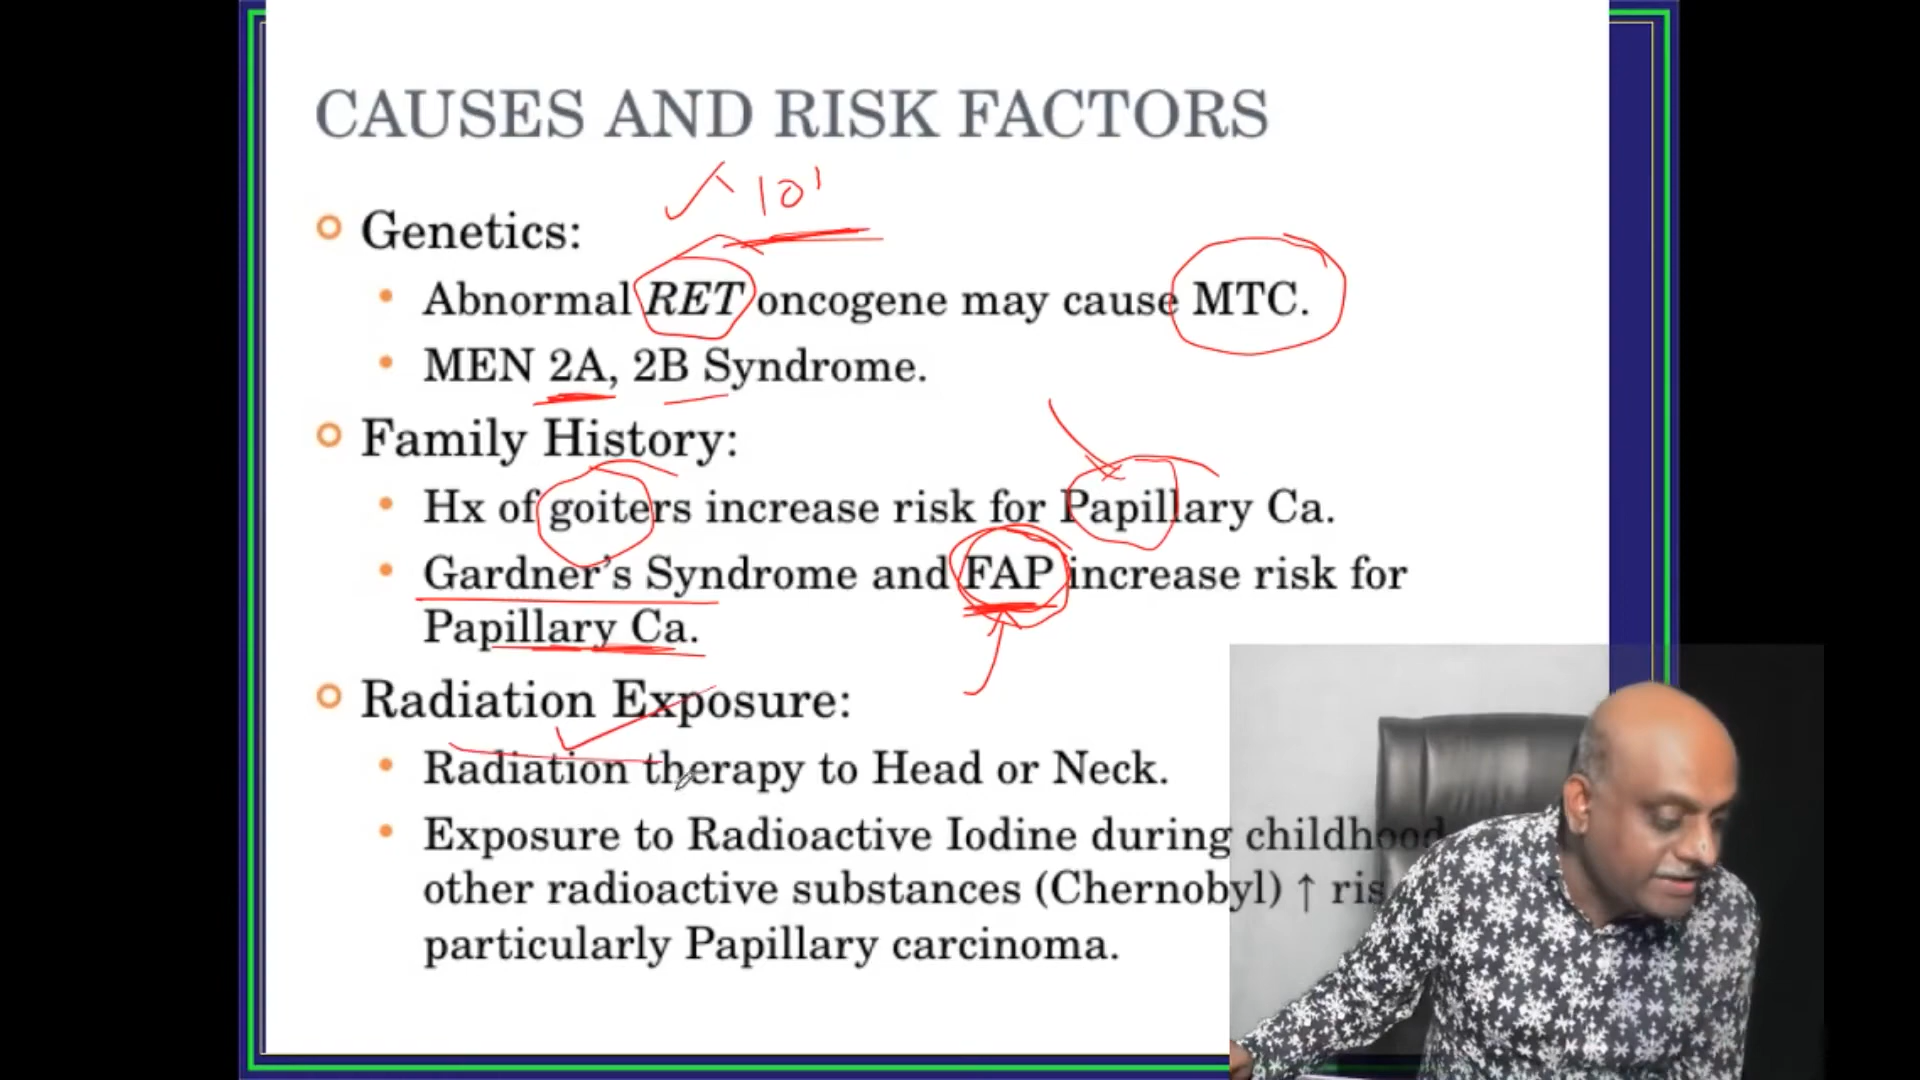 CAUSES AND RISK FACTORS
10'
Genetics:
Abnormal RET oncogene may cause MTC.
MEN 2A, 2B Syndrome.
Family History:
Hx of goiters increase risk for Papillary Ca.
Gardner's Syndrome and FAP increase risk for
Papillary Ca.
Radiation Exposure:
Radiation therapy to Head or Neck.
Exposure to Radioactive Iodine during childhood
other radioactive substances (Chernobyl) ↑
particularly Papillary carcinoma.